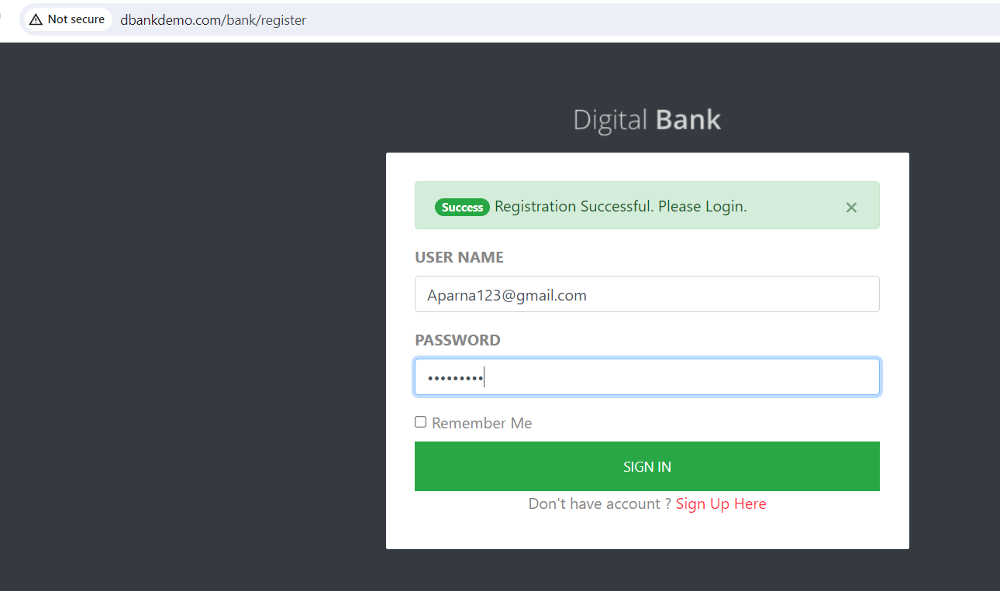 Not secure dbankdemo.com/bank/register
Digital Bank
Success Registration Successful. Please Login. ×
USER NAME
Aparna123@gmail.com
PASSWORD
•••••••••
Remember Me
SIGN IN
Don't have account ? Sign Up Here